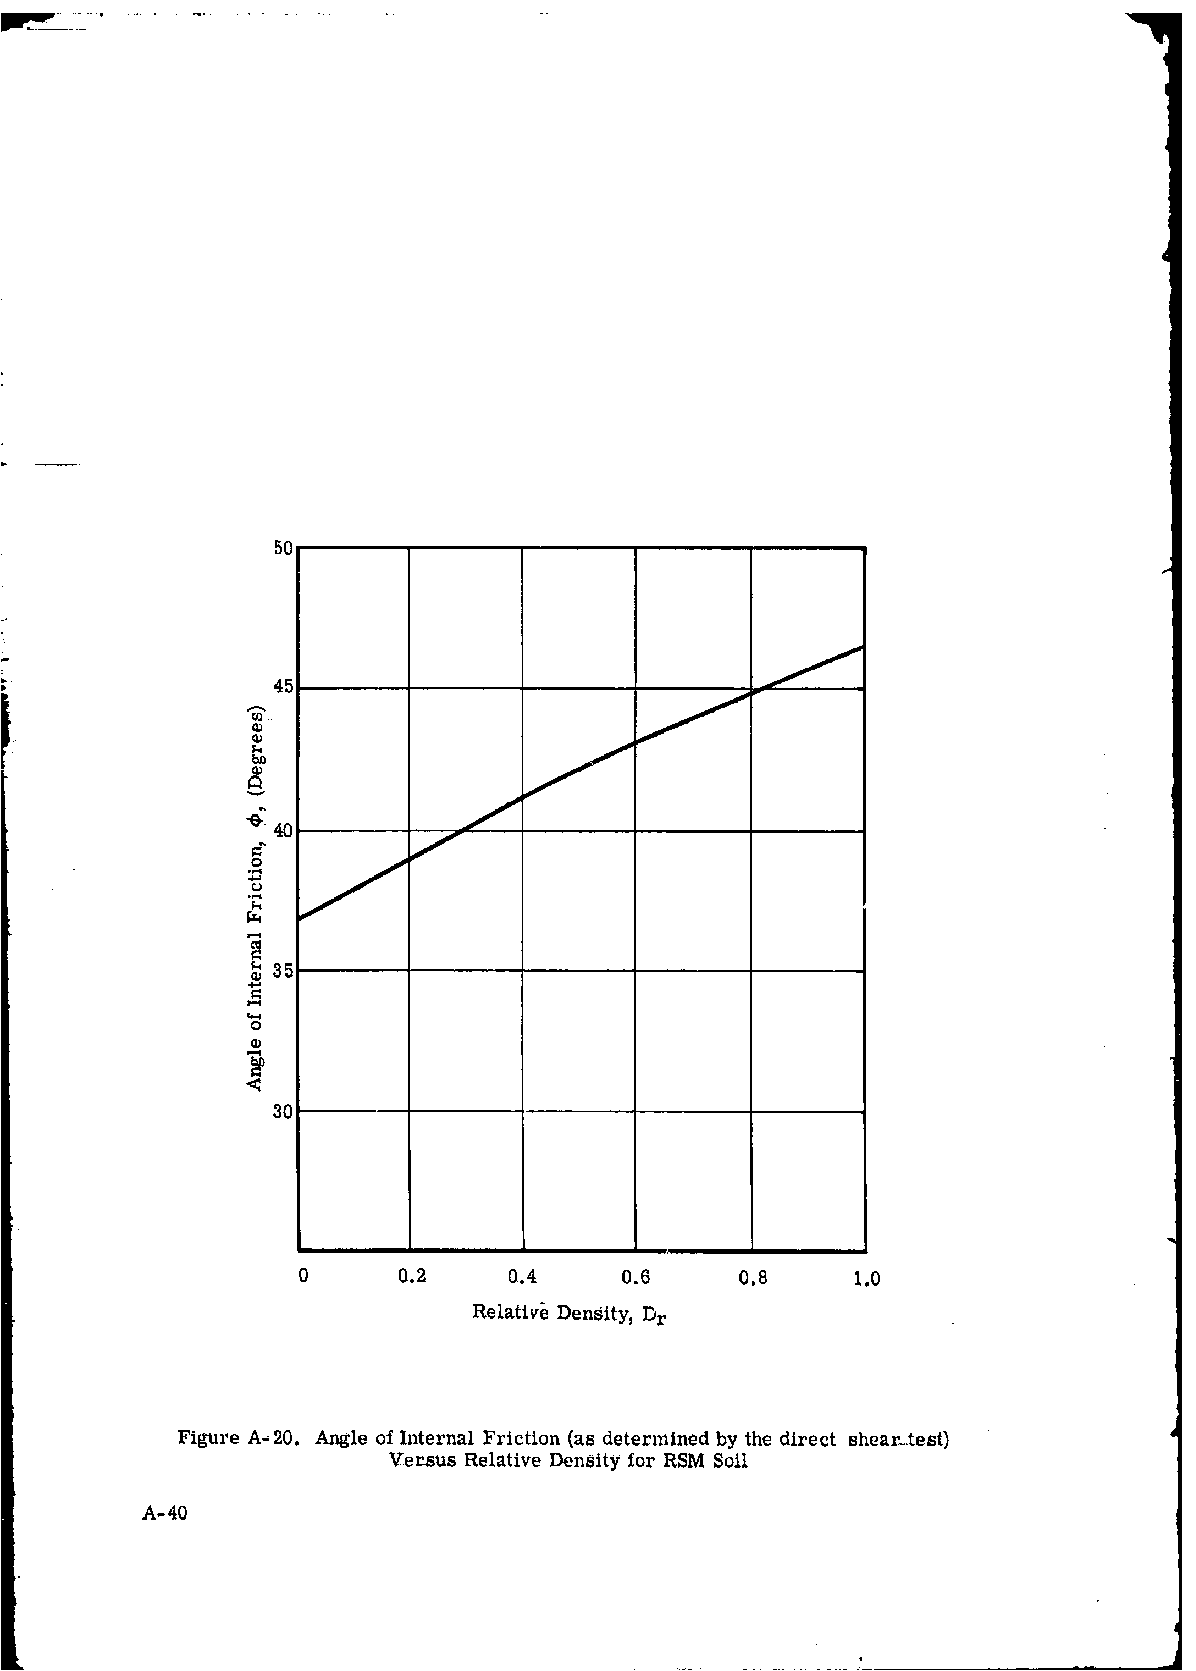 50
45
40
35
30
Angle of Internal Friction, Φ, (Degrees)
0 0.2 0.4 0.6 0.8 1.0
Relative Density, Dr
Figure A-20. Angle of Internal Friction (as determined by the direct shear test)
Versus Relative Density for RSM Soil
A-40